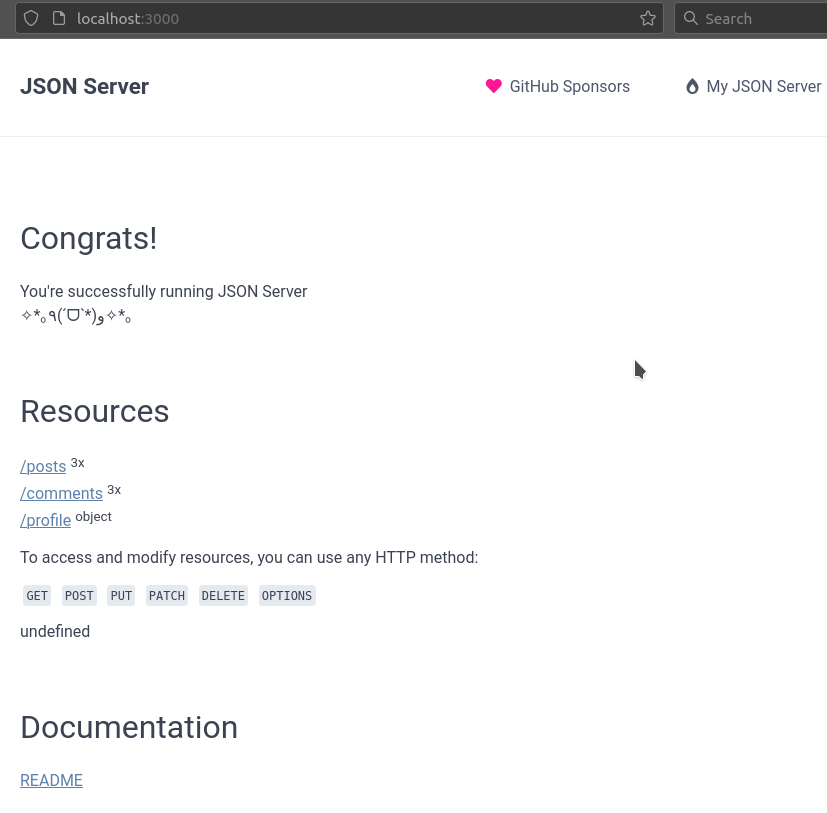 localhost:3000
Search
JSON Server
GitHub Sponsors
My JSON Server
Congrats!
You're successfully running JSON Server
✧*｡٩(ˊᗜˋ*)و✧*｡
Resources
/posts 3x
/comments 3x
/profile object
To access and modify resources, you can use any HTTP method:
GET POST PUT PATCH DELETE OPTIONS
undefined
Documentation
README